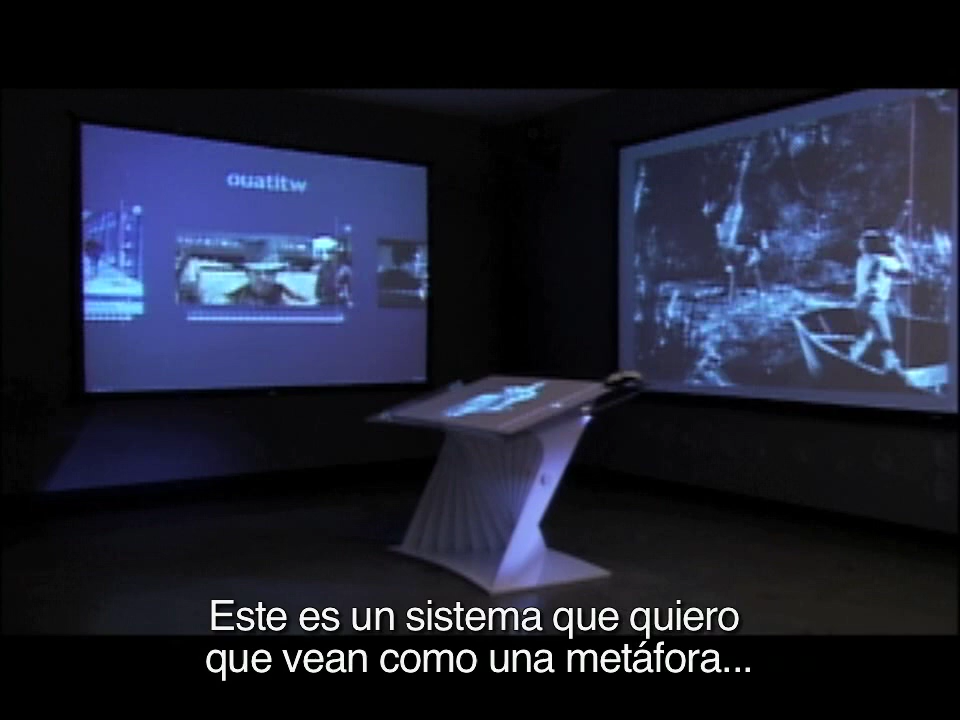 ouatitw
Este es un sistema que quiero
que vean como una metáfora...